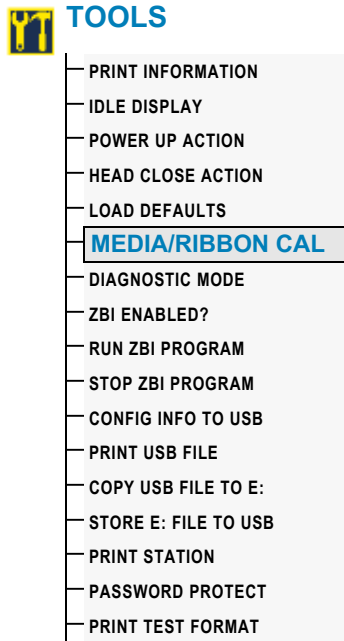 TOOLS
PRINT INFORMATION
IDLE DISPLAY
POWER UP ACTION
HEAD CLOSE ACTION
LOAD DEFAULTS
MEDIA/RIBBON CAL
DIAGNOSTIC MODE
ZBI ENABLED?
RUN ZBI PROGRAM
STOP ZBI PROGRAM
CONFIG INFO TO USB
PRINT USB FILE
COPY USB FILE TO E:
STORE E: FILE TO USB
PRINT STATION
PASSWORD PROTECT
PRINT TEST FORMAT